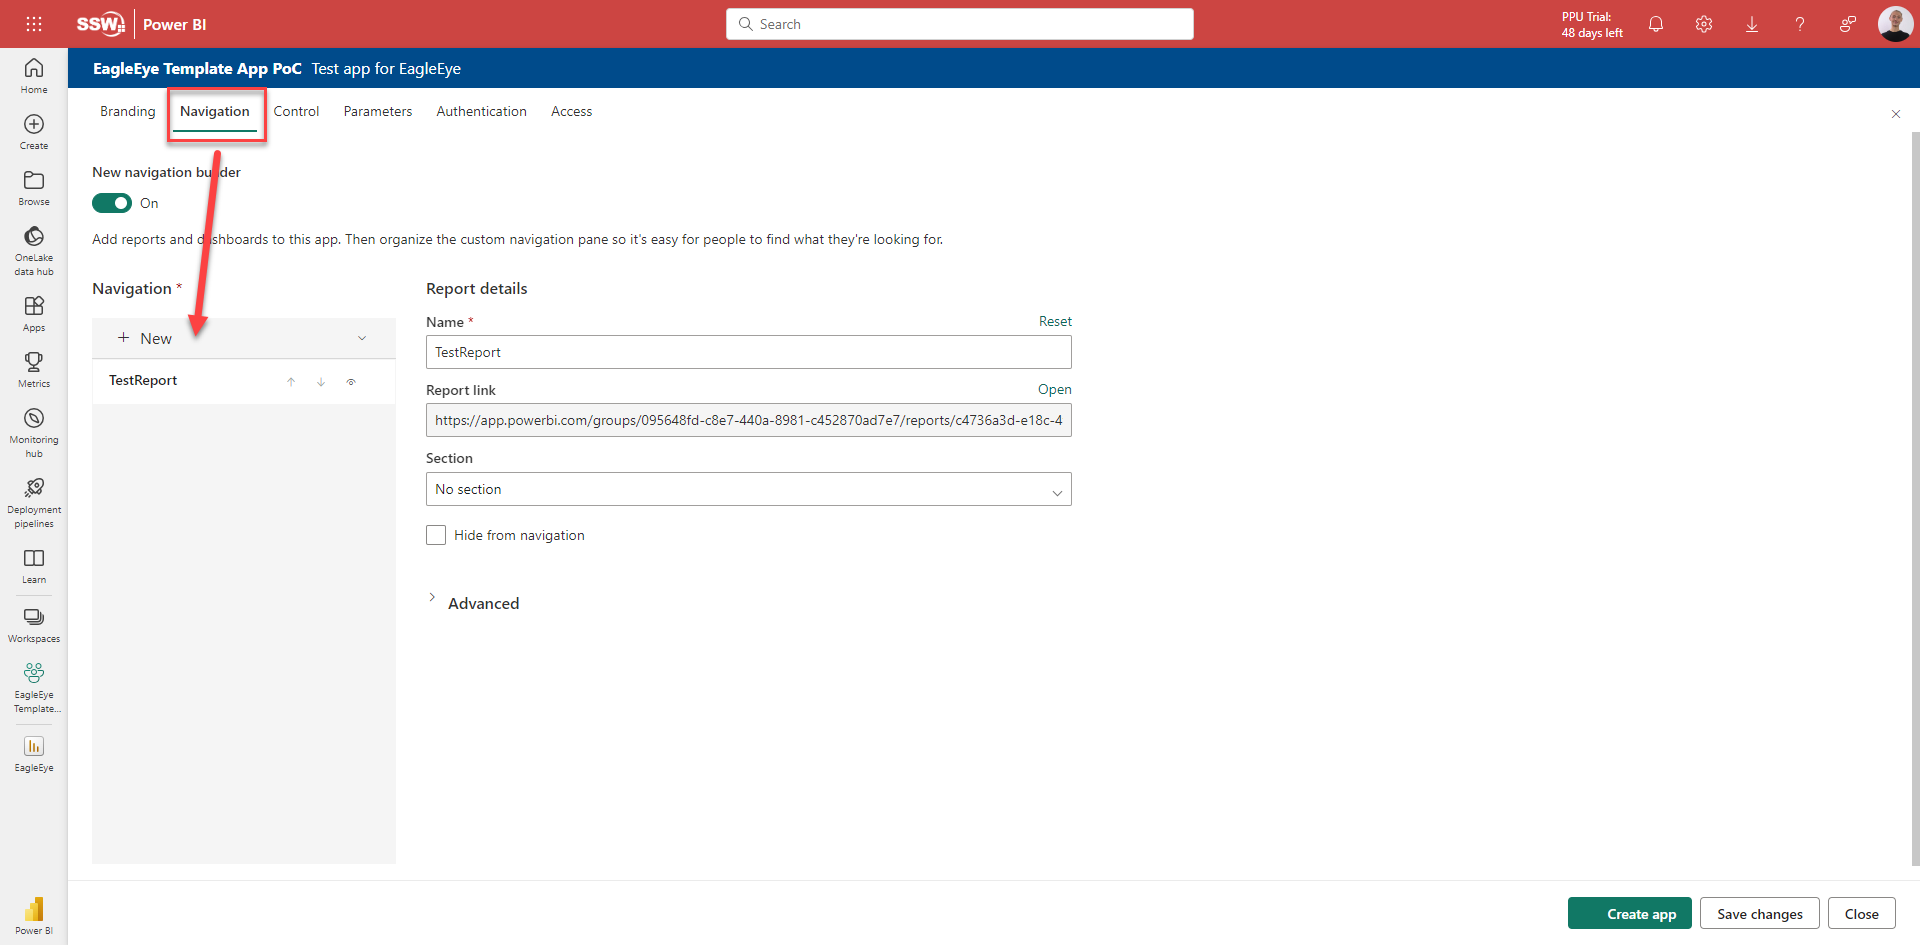 SSW
Power BI
Search
PPU Trial:
48 days left
?
Home
Create
Browse
OneLake
data hub
Apps
Metrics
Monitoring
hub
Deployment
pipelines
Learn
Workspaces
EagleEye
Template...
EagleEye
Power BI
EagleEye Template App PoC Test app for EagleEye
Branding Navigation Control Parameters Authentication Access
New navigation builder
On
Add reports and dashboards to this app. Then organize the custom navigation pane so it's easy for people to find what they're looking for.
Navigation *
+ New
TestReport
Report details
Name * Reset
TestReport
Report link Open
https://app.powerbi.com/groups/095648fd-c8e7-440a-8981-c452870ad7e7/reports/c4736a3d-e18c-4
Section
No section
Hide from navigation
Advanced
Create app Save changes Close